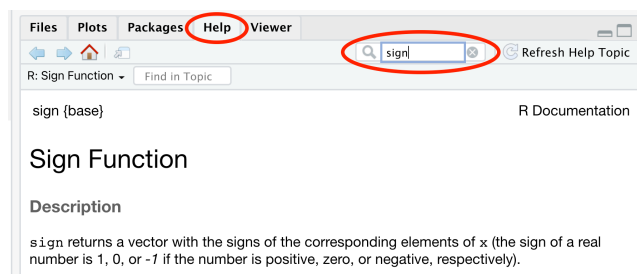 Files Plots Packages Help Viewer
sign Refresh Help Topic
R: Sign Function Find in Topic
sign {base} R Documentation
Sign Function
Description
sign returns a vector with the signs of the corresponding elements of x (the sign of a real
number is 1, 0, or -1 if the number is positive, zero, or negative, respectively).